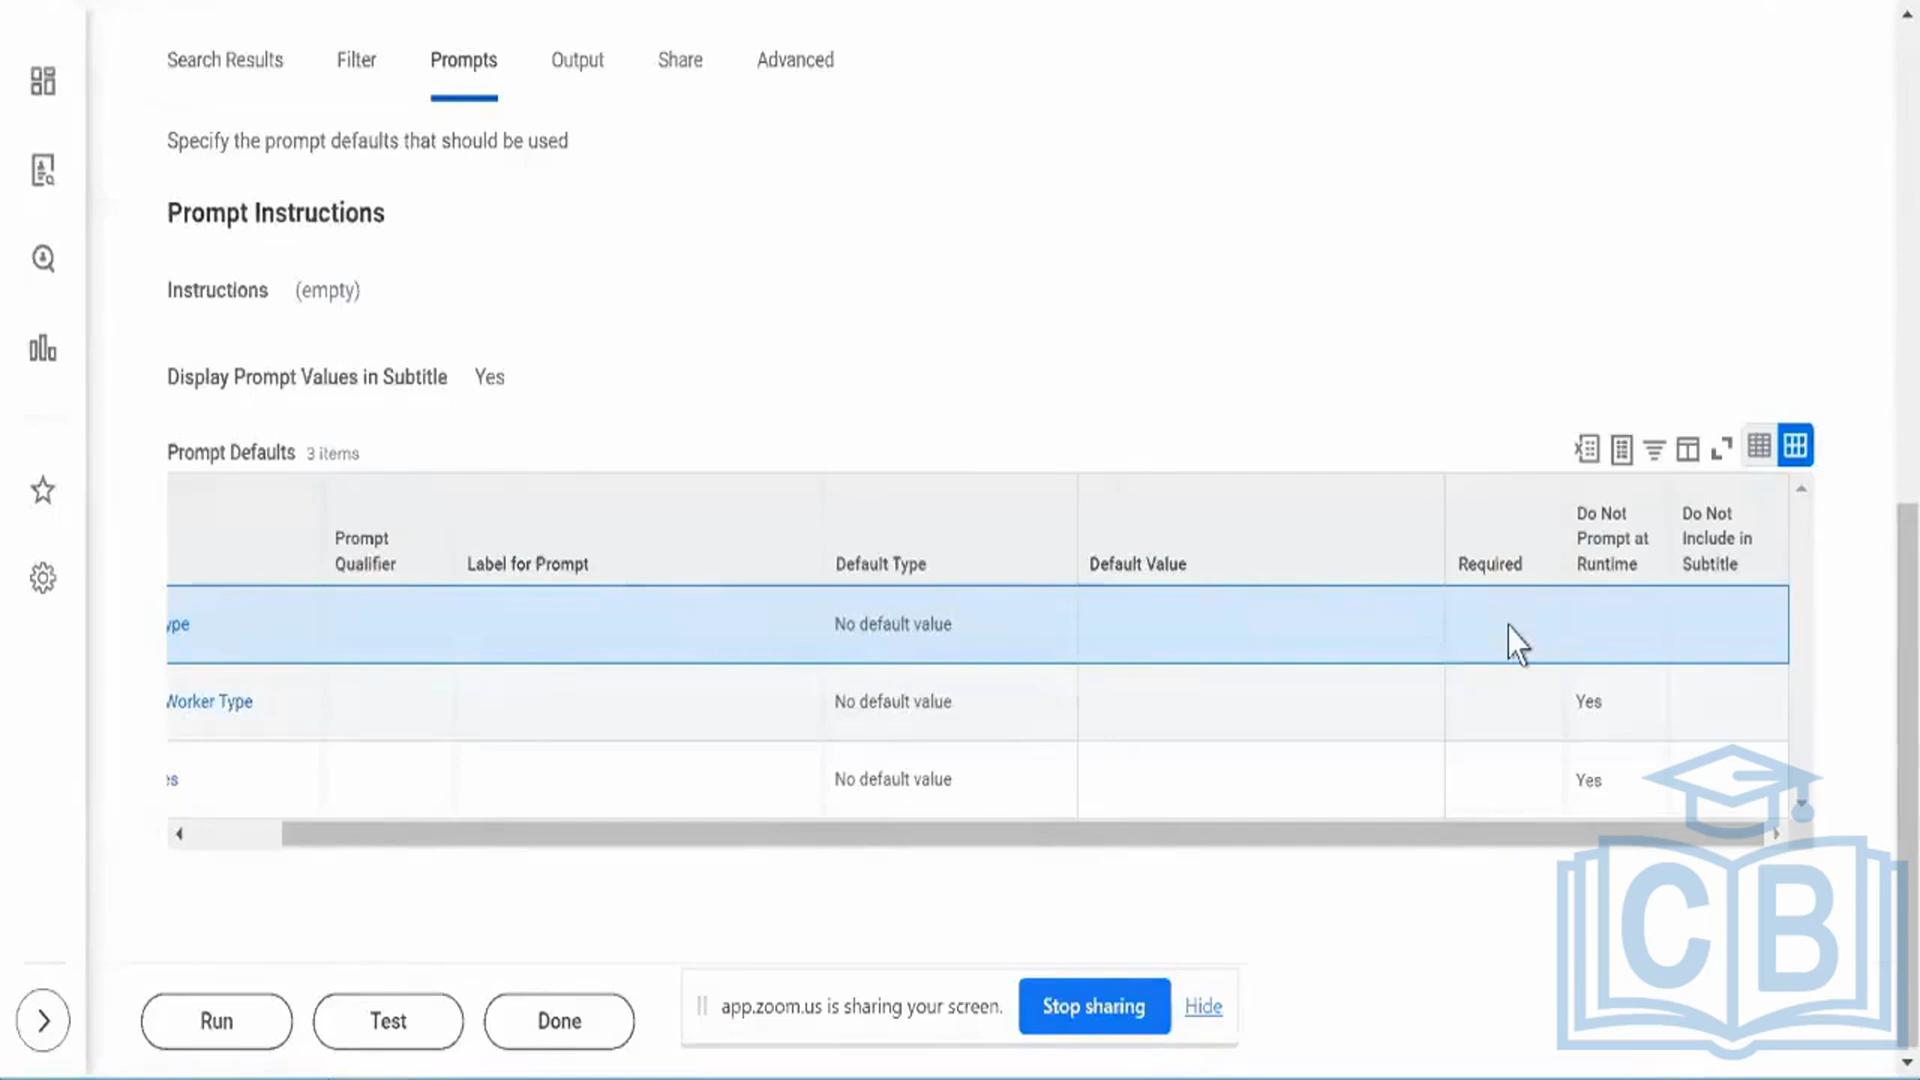 Search Results Filter Prompts Output Share Advanced
Specify the prompt defaults that should be used
Prompt Instructions
Instructions (empty)
Display Prompt Values in Subtitle Yes
Prompt Defaults 3 items
Prompt Qualifier Label for Prompt Default Type Default Value Required Do Not Prompt at Runtime Do Not Include in Subtitle
ype No default value
Worker Type No default value Yes
es No default value Yes
Run Test Done
app.zoom.us is sharing your screen. Stop sharing Hide
CB